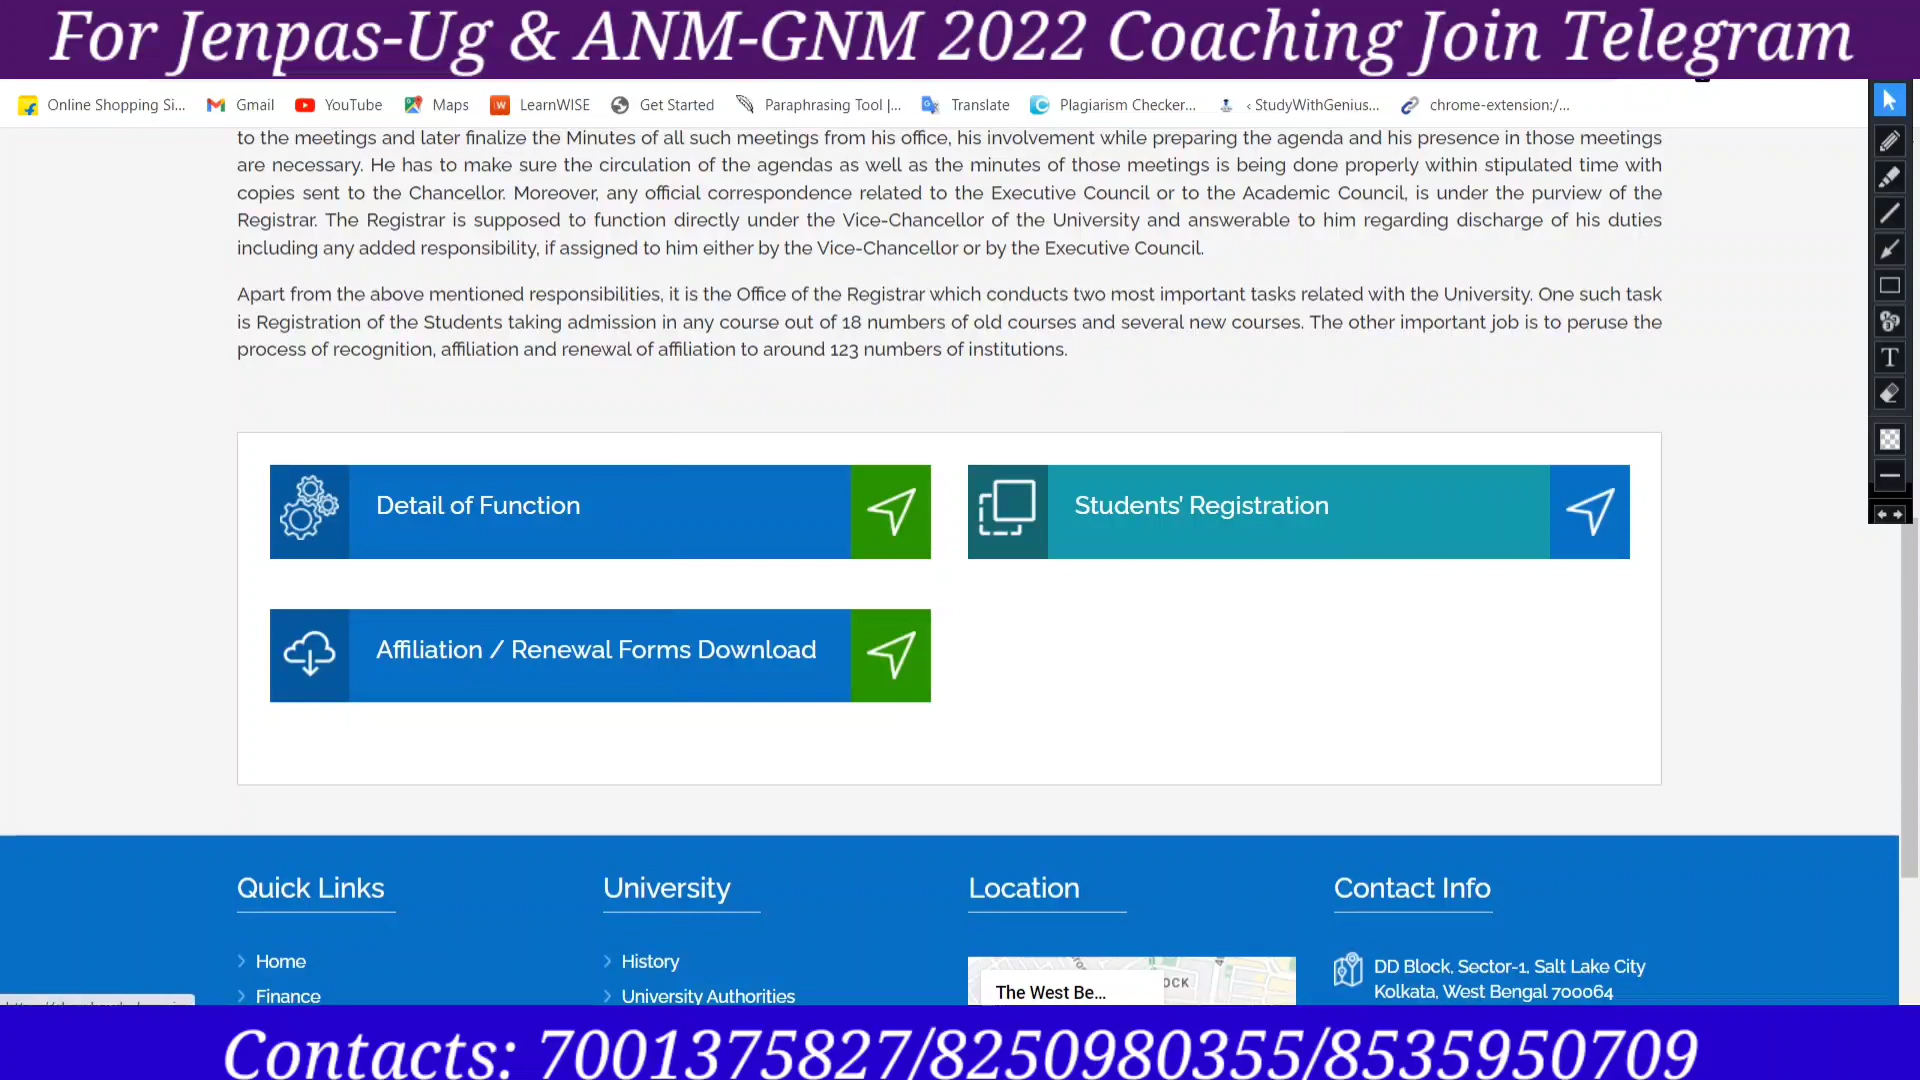 For Jenpas-Ug & ANM-GNM 2022 Coaching Join Telegram
Online Shopping Si... Gmail YouTube Maps LearnWISE Get Started Paraphrasing Tool |... Translate Plagiarism Checker... ‹ StudyWithGenius... chrome-extension:/...
to the meetings and later finalize the Minutes of all such meetings from his office, his involvement while preparing the agenda and his presence in those meetings
are necessary. He has to make sure the circulation of the agendas as well as the minutes of those meetings is being done properly within stipulated time with
copies sent to the Chancellor. Moreover, any official correspondence related to the Executive Council or to the Academic Council, is under the purview of the
Registrar. The Registrar is supposed to function directly under the Vice-Chancellor of the University and answerable to him regarding discharge of his duties
including any added responsibility, if assigned to him either by the Vice-Chancellor or by the Executive Council.
Apart from the above mentioned responsibilities, it is the Office of the Registrar which conducts two most important tasks related with the University. One such task
is Registration of the Students taking admission in any course out of 18 numbers of old courses and several new courses. The other important job is to peruse the
process of recognition, affiliation and renewal of affiliation to around 123 numbers of institutions.
Detail of Function
Students’ Registration
Affiliation / Renewal Forms Download
Quick Links University Location Contact Info
Home History
DD Block, Sector-1, Salt Lake City
Finance University Authorities The West Be... OCK
Kolkata, West Bengal 700064
Contacts: 7001375827/8250980355/8535950709